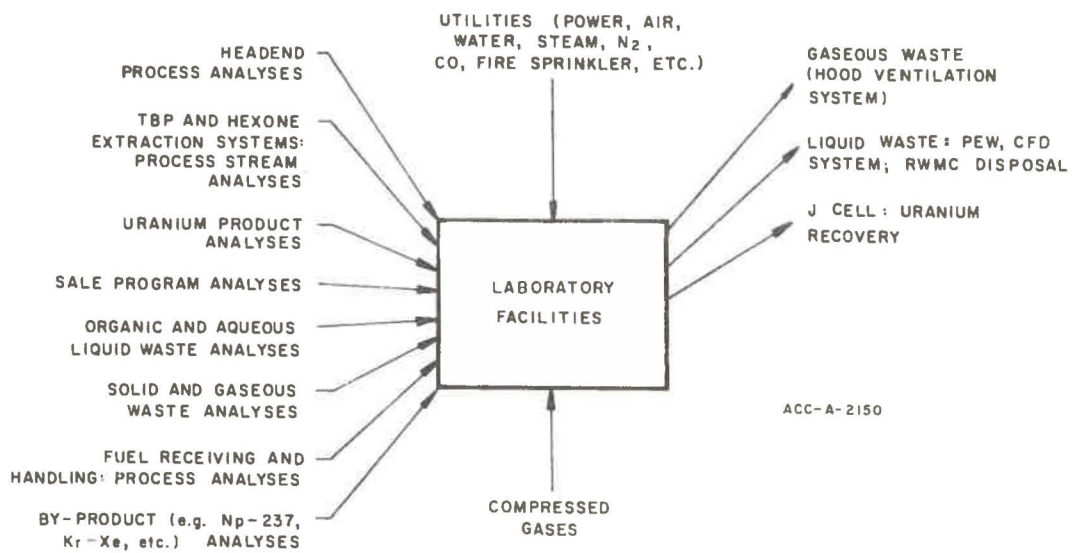 UTILITIES (POWER, AIR,
WATER, STEAM, N2,
CO, FIRE SPRINKLER, ETC.)
HEADEND
PROCESS ANALYSES
TBP AND HEXONE
EXTRACTION SYSTEMS:
PROCESS STREAM
ANALYSES
URANIUM PRODUCT
ANALYSES
SALE PROGRAM ANALYSES
ORGANIC AND AQUEOUS
LIQUID WASTE ANALYSES
SOLID AND GASEOUS
WASTE ANALYSES
FUEL RECEIVING AND
HANDLING: PROCESS ANALYSES
BY-PRODUCT (e.g. Np-237,
Kr-Xe, etc.) ANALYSES
LABORATORY
FACILITIES
COMPRESSED
GASES
GASEOUS WASTE
(HOOD VENTILATION
SYSTEM)
LIQUID WASTE: PEW, CFD
SYSTEM; RWMC DISPOSAL
J CELL: URANIUM
RECOVERY
ACC-A-2150